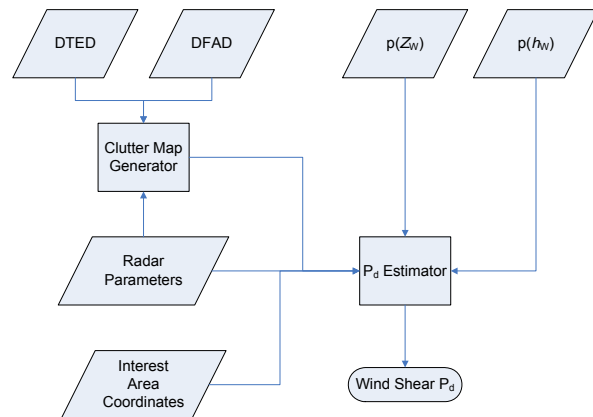 DTED
DFAD
p(Z_W)
p(h_W)
Clutter Map
Generator
Radar
Parameters
P_d Estimator
Interest
Area
Coordinates
Wind Shear P_d